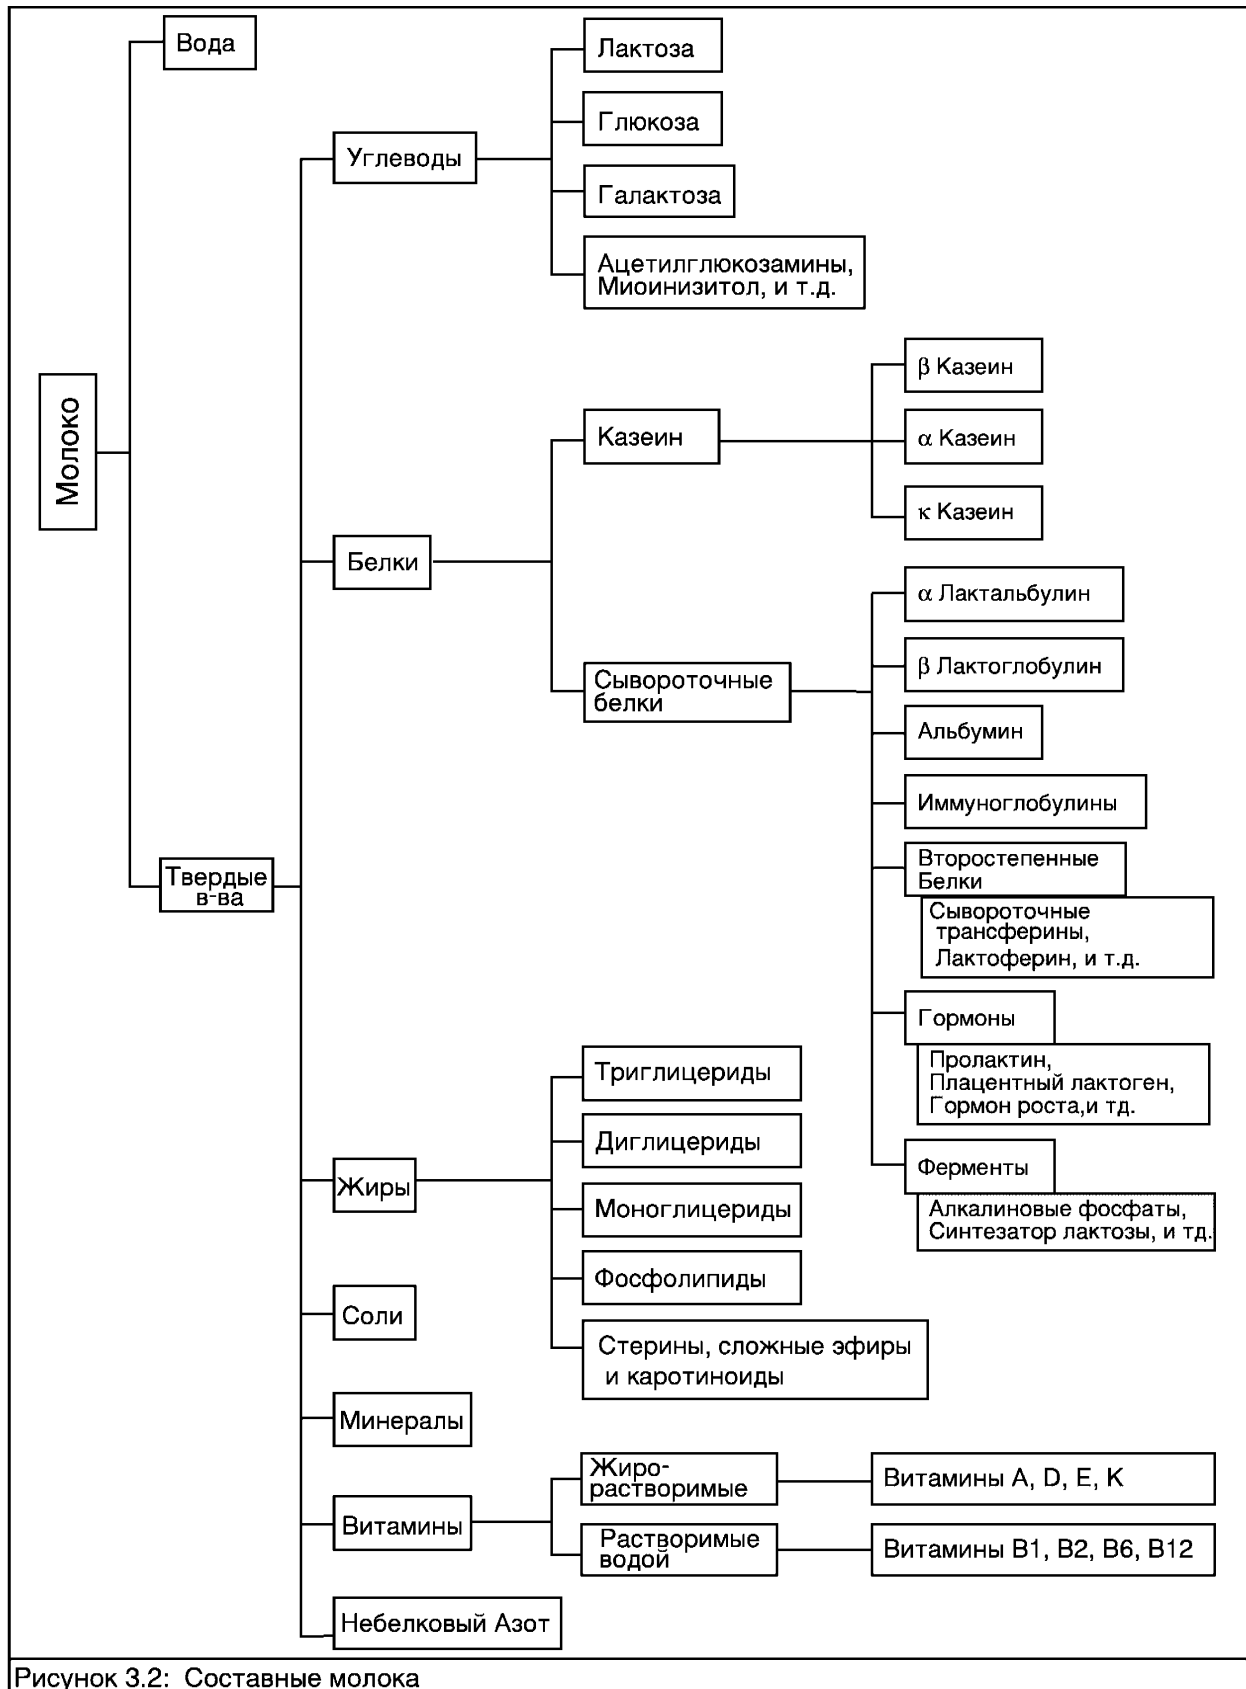 Вода
Лактоза
Глюкоза
Углеводы
Галактоза
Ацетилглюкозамины,
Миоинизитол, и т.д.
β Казеин
Молоко
Казеин
α Казеин
κ Казеин
Белки
α Лактальбулин
β Лактоглобулин
Сывороточные
белки
Альбумин
Иммуноглобулины
Твердые
в-ва
Второстепенные
Белки
Сывороточные
трансферины,
Лактоферин, и т.д.
Гормоны
Пролактин,
Плацентный лактоген,
Гормон роста,и тд.
Ферменты
Алкалиновые фосфаты,
Синтезатор лактозы, и тд.
Триглицериды
Диглицериды
Жиры
Моноглицериды
Фосфолипиды
Стерины, сложные эфиры
и каротиноиды
Соли
Минералы
Витамины
Жиро-
растворимые
Витамины A, D, E, K
Растворимые
водой
Витамины B1, B2, B6, B12
Небелковый Азот
Рисунок 3.2: Составные молока